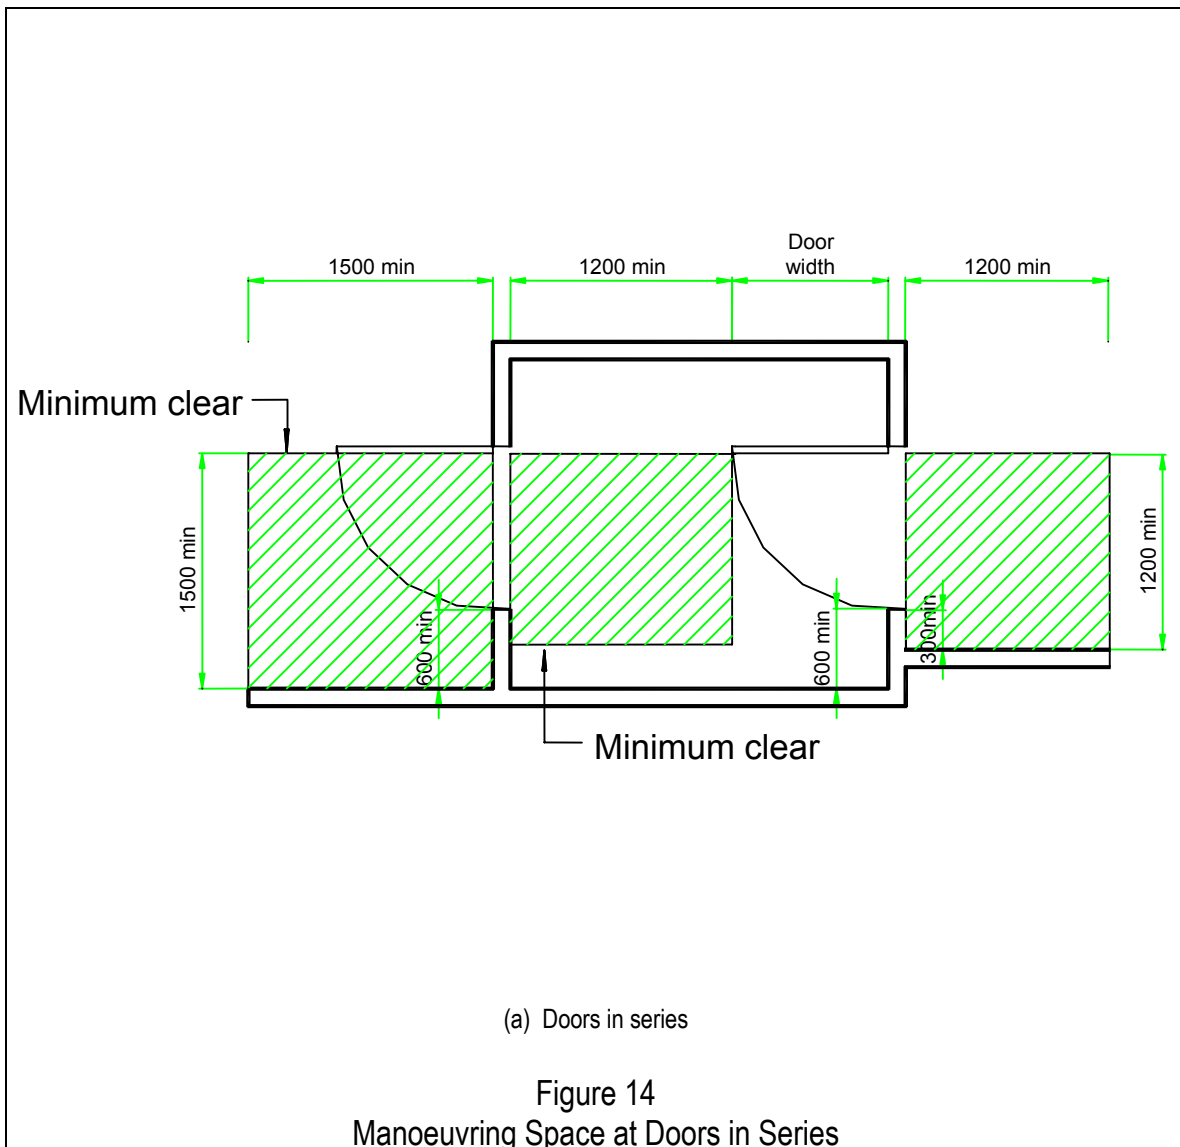 Door
width
1500 min
1200 min
1200 min
Minimum clear
1500 min
600 min
600 min
300min
1200 min
Minimum clear
(a) Doors in series
Figure 14
Manoeuvring Space at Doors in Series